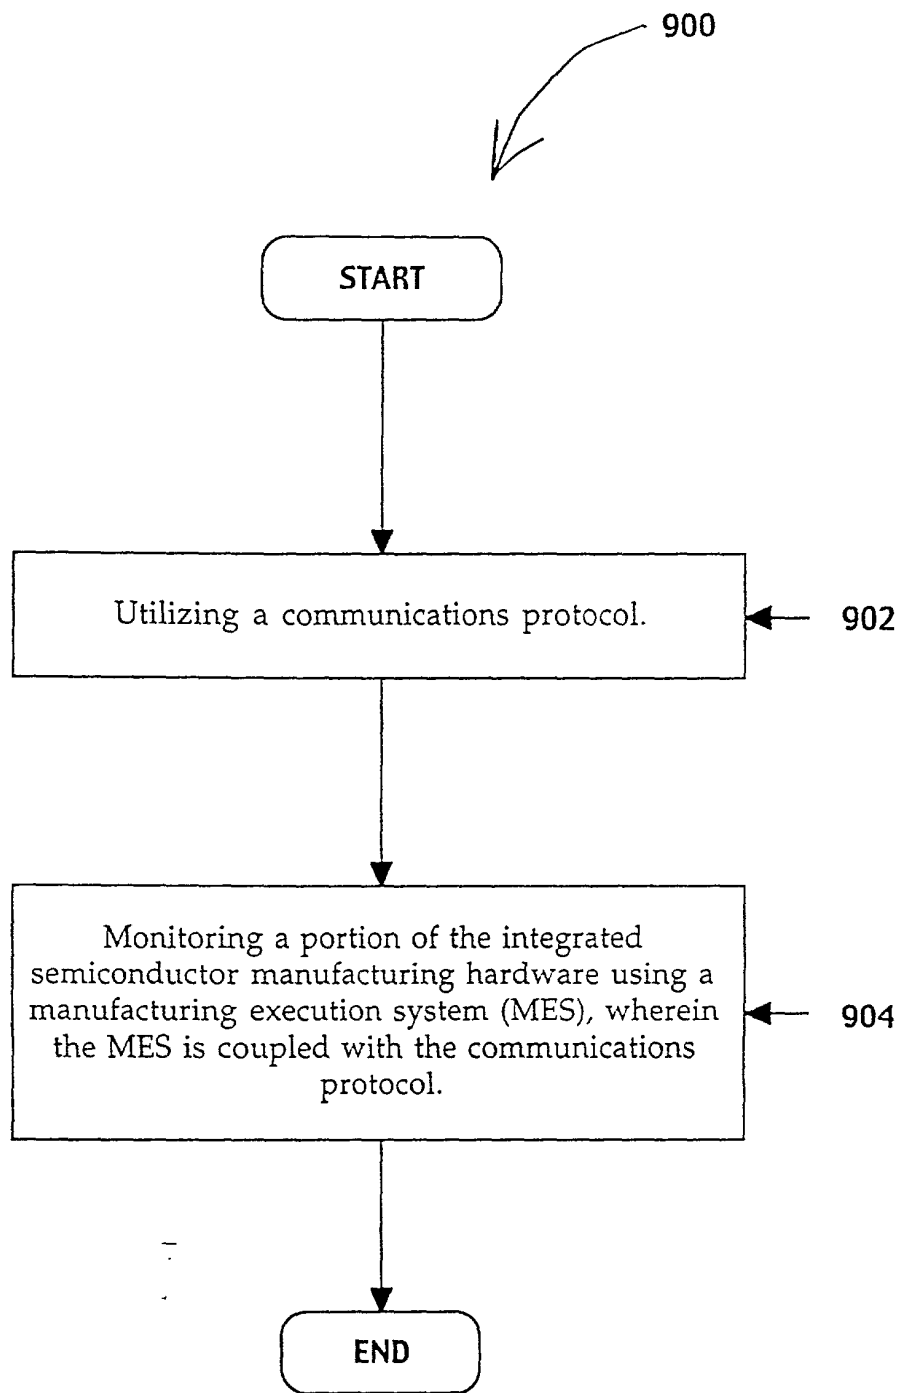 900
START
Utilizing a communications protocol.
902
Monitoring a portion of the integrated
semiconductor manufacturing hardware using a
manufacturing execution system (MES), wherein
the MES is coupled with the communications
protocol.
904
END